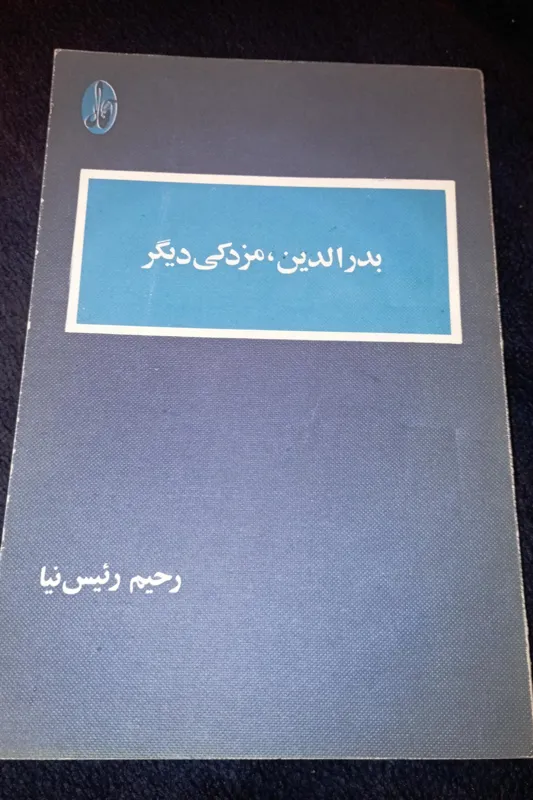 بدرالدین، مزدکی دیگر
رحیم رئیس نیا